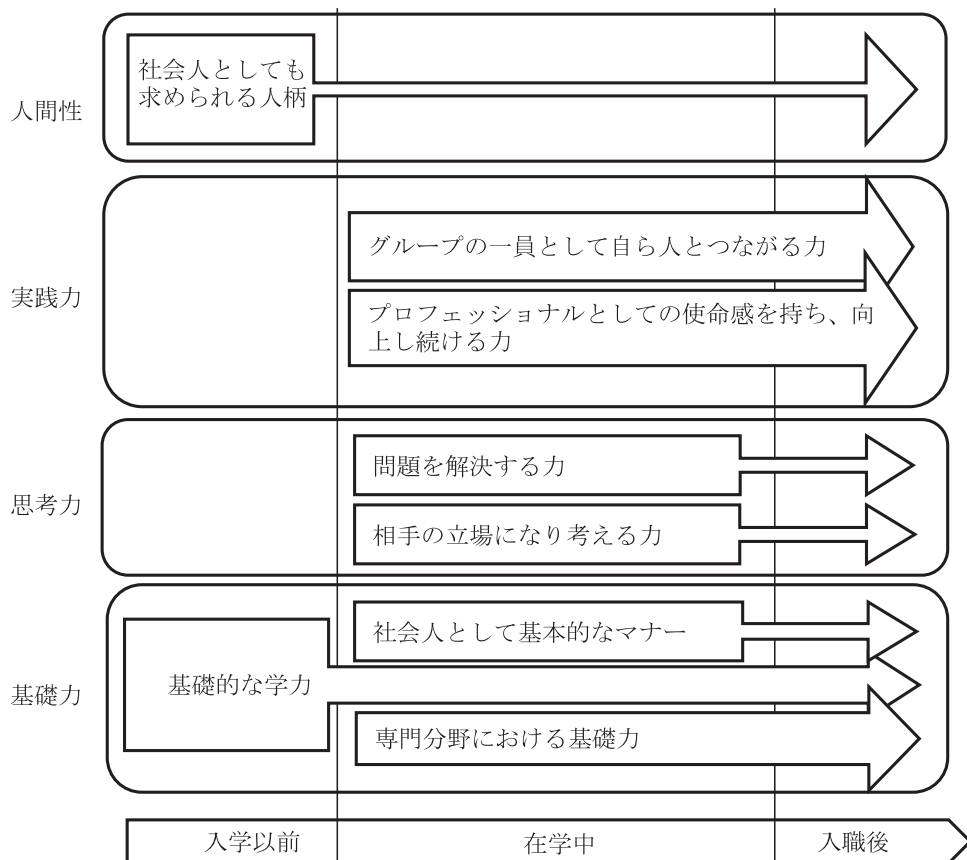 社会人としても
求められる人柄
人間性
グループの一員として自ら人とつながる力
実践力
プロフェッショナルとしての使命感を持ち、向
上し続ける力
問題を解決する力
思考力
相手の立場になり考える力
社会人として基本的なマナー
基礎的な学力
基礎力
専門分野における基礎力
入学以前
在学中
入職後